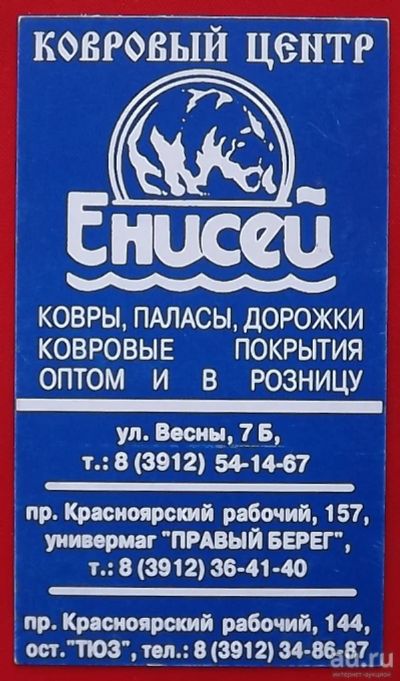 КОВРОВЫЙ ЦЕНТР
Енисей
КОВРЫ, ПАЛАСЫ, ДОРОЖКИ
КОВРОВЫЕ ПОКРЫТИЯ
ОПТОМ И В РОЗНИЦУ
ул. Весны, 7 Б,
т.: 8 (3912) 54-14-67
пр. Красноярский рабочий, 157,
универмаг "ПРАВЫЙ БЕРЕГ",
т.: 8 (3912) 36-41-40
пр. Красноярский рабочий, 144,
ост. "ТЮЗ", тел.: 8 (3912) 34-86-87
au.ru
интернет-аукцион